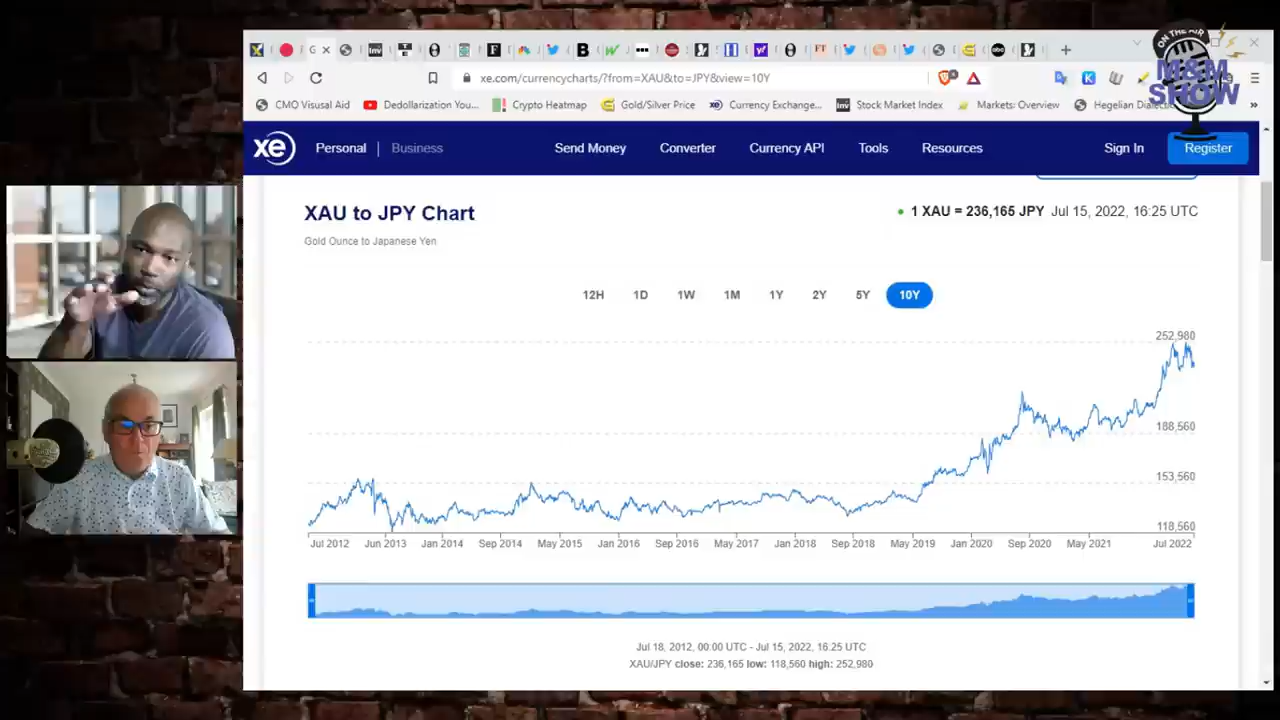 ON THE AIR
M&M
SHOW
xe.com/currencycharts/?from=XAU&to=JPY&view=10Y
CMO Visusal Aid
Dedollarization You...
Crypto Heatmap
Gold/Silver Price
Currency Exchange...
Stock Market Index
Markets: Overview
Hegelian Dialectic
»
xe
Personal | Business
Send Money
Converter
Currency API
Tools
Resources
Sign In
Register
XAU to JPY Chart
1 XAU = 236,165 JPY Jul 15, 2022, 16:25 UTC
Gold Ounce to Japanese Yen
12H 1D 1W 1M 1Y 2Y 5Y 10Y
252,980
188,560
153,560
118,560
Jul 2012 Jun 2013 Jan 2014 Sep 2014 May 2015 Jan 2016 Sep 2016 May 2017 Jan 2018 Sep 2018 May 2019 Jan 2020 Sep 2020 May 2021 Jul 2022
Jul 18, 2012, 00:00 UTC - Jul 15, 2022, 16:25 UTC
XAU/JPY close: 236,165 low: 118,560 high: 252,980